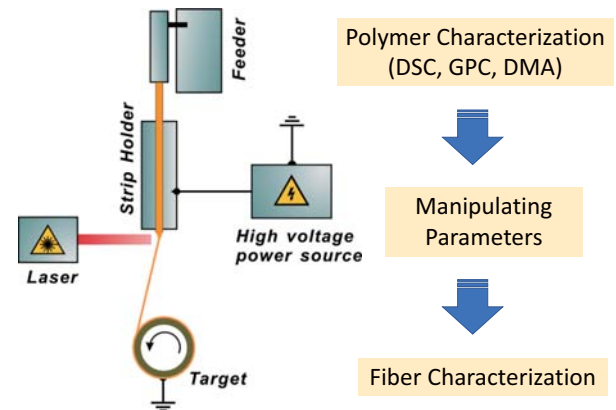 Feeder
Strip Holder
High voltage
power source
Laser
Target
Polymer Characterization
(DSC, GPC, DMA)
Manipulating
Parameters
Fiber Characterization